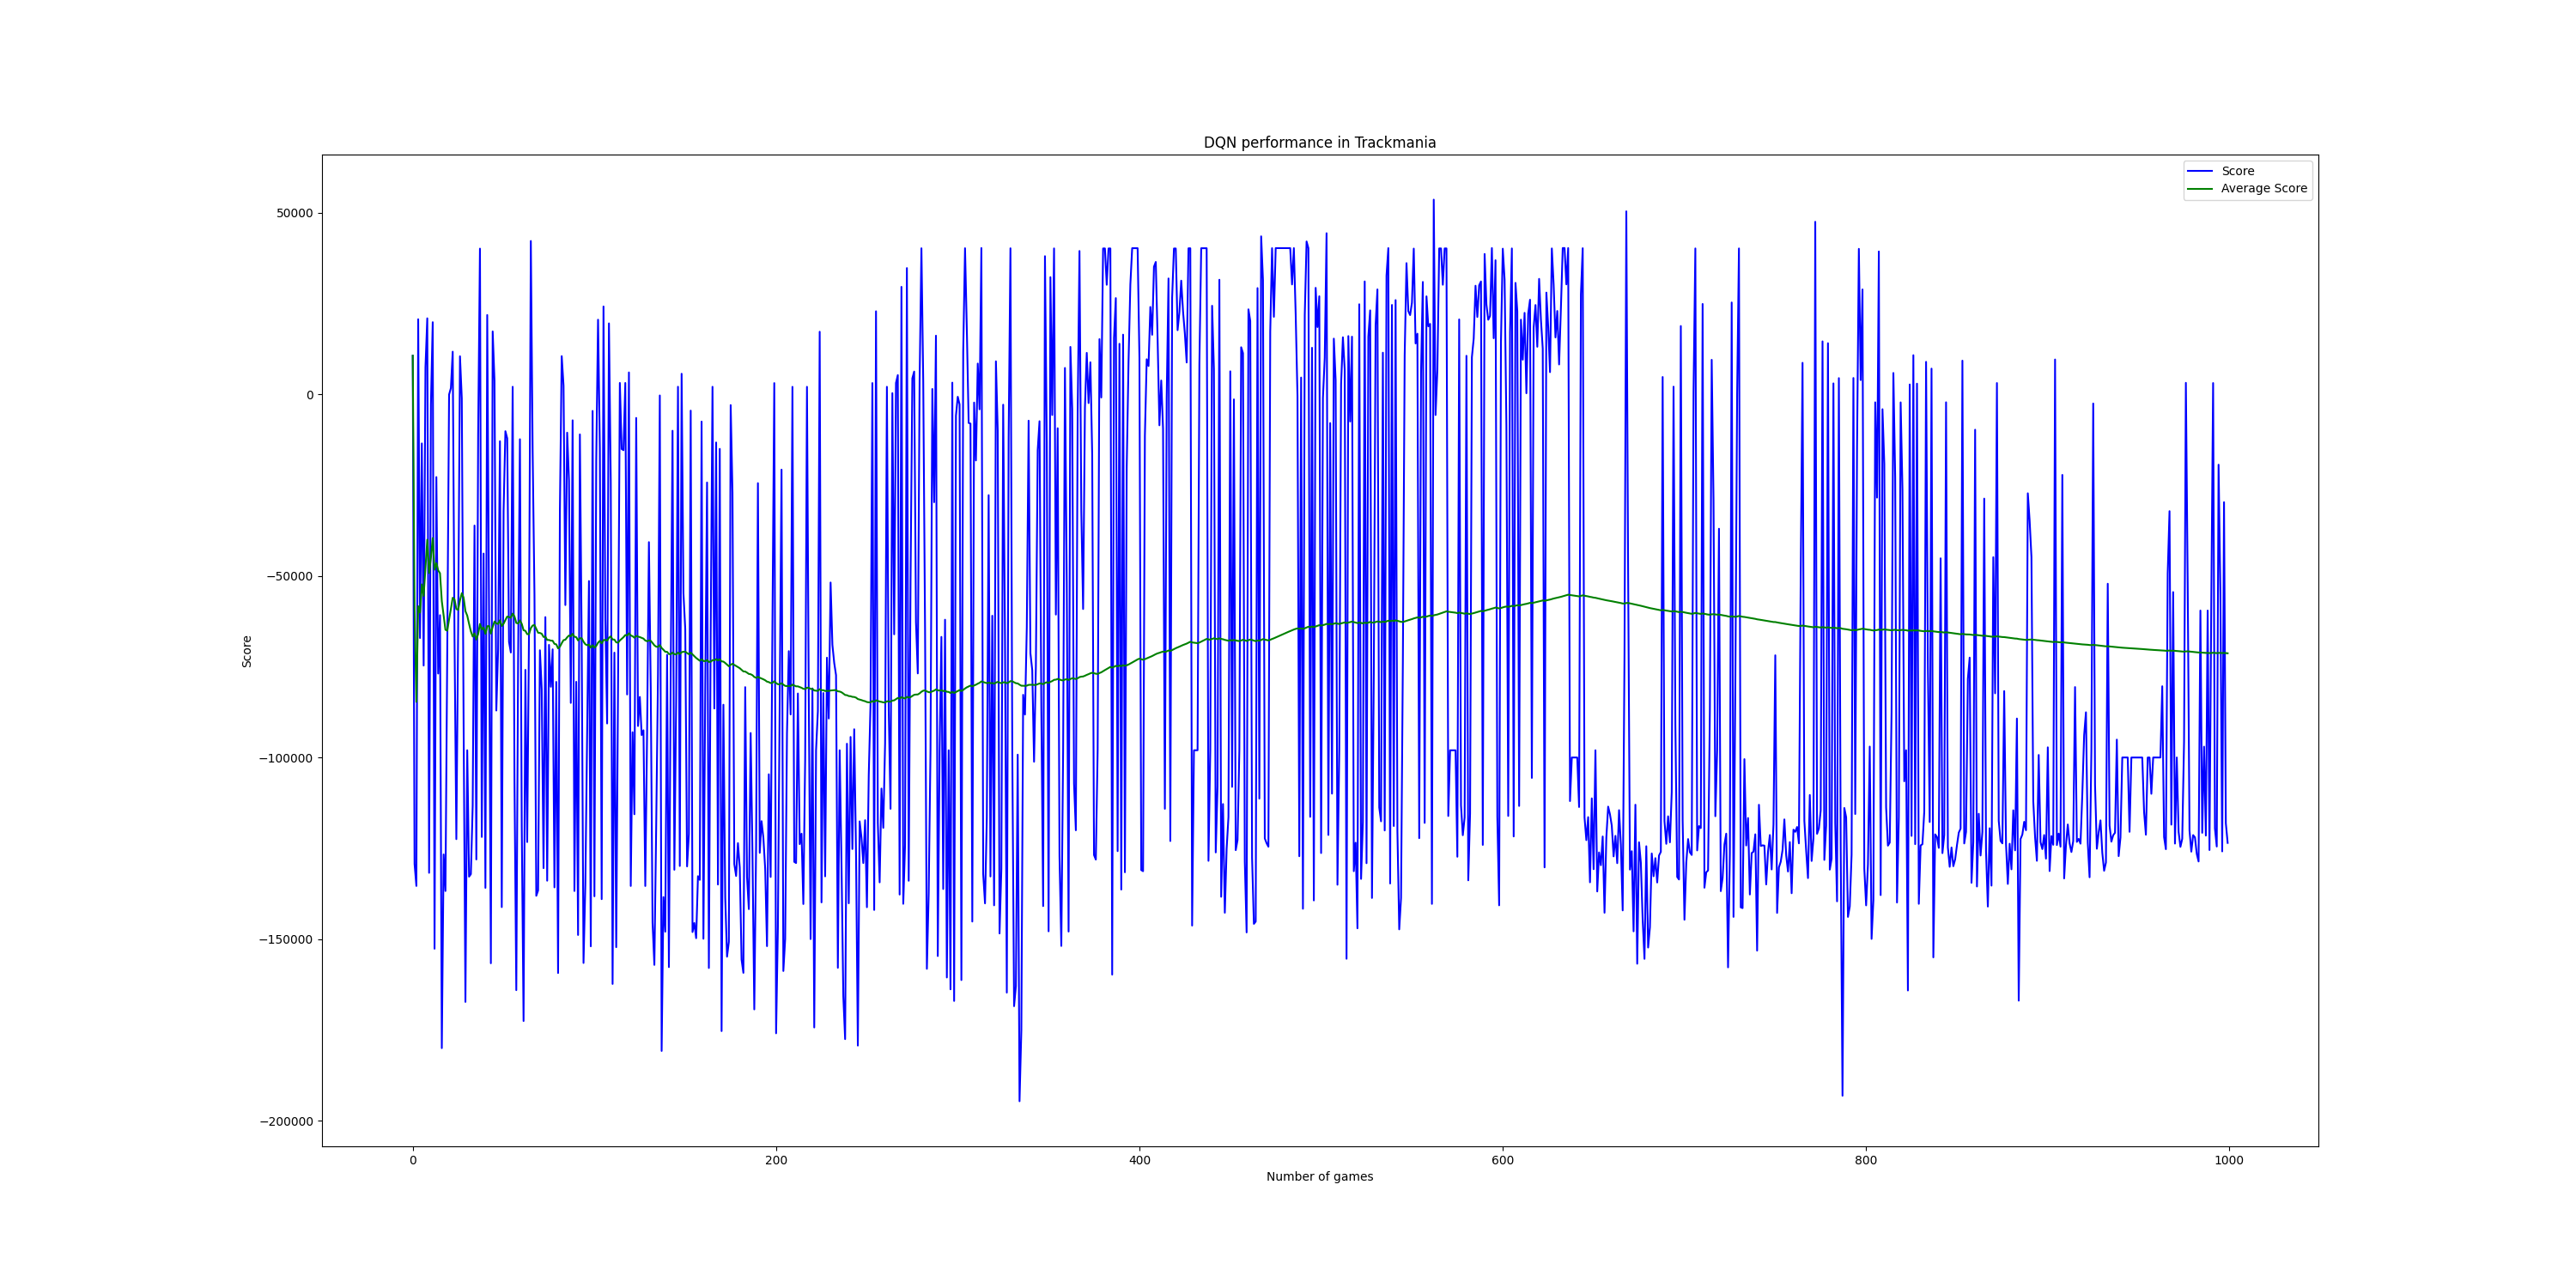 DQN performance in Trackmania
Score
Average Score
50000
0
−50000
−100000
−150000
−200000
Score
0 200 400 600 800 1000
Number of games